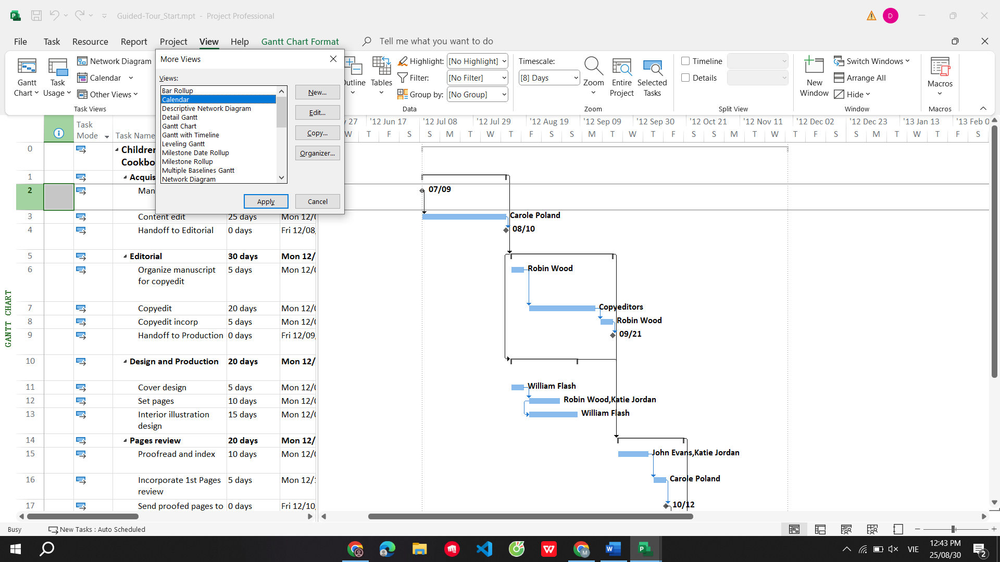 Guided-Tour_Start.mpt - Project Professional
D
File Task Resource Report Project View Help Gantt Chart Format Tell me what you want to do
Gantt Chart
Task Usage
Network Diagram
Calendar
Other Views
Task Views
More Views
Views:
Bar Rollup
Calendar
Descriptive Network Diagram
Detail Gantt
Gantt Chart
Gantt with Timeline
Leveling Gantt
Milestone Date Rollup
Milestone Rollup
Multiple Baselines Gantt
Network Diagram
New...
Edit...
Copy...
Organizer...
Apply
Cancel
Outline
Tables
Highlight: [No Highlight]
Filter: [No Filter]
Group by: [No Group]
Data
Timescale:
[8] Days
Zoom
Entire Project
Selected Tasks
Zoom
Timeline
Details
Split View
New Window
Switch Windows
Arrange All
Hide
Window
Macros
Macros
Task Mode
Task Name
27 '12 Jun 17 '12 Jul 08 '12 Jul 29 '12 Aug 19 '12 Sep 09 '12 Sep 30 '12 Oct 21 '12 Nov 11 '12 Dec 02 '12 Dec 23 '13 Jan 13 '13 Feb 0
W T F S S M T W T F S S M T W T F S S M T W T F S S M T W T F S
0 Children
Cookbo
1 Acquis
2 Man
07/09
3 Content edit 25 days Mon 12/0
Carole Poland
4 Handoff to Editorial 0 days Fri 12/08/
08/10
5 Editorial 30 days Mon 12/
6 Organize manuscript for copyedit 5 days Mon 12/0
Robin Wood
7 Copyedit 20 days Mon 12/0
Copyeditors
8 Copyedit incorp 5 days Mon 12/0
Robin Wood
9 Handoff to Production 0 days Fri 12/09/
09/21
10 Design and Production 20 days Mon 12/
11 Cover design 5 days Mon 12/0
William Flash
12 Set pages 10 days Mon 12/0
Robin Wood,Katie Jordan
13 Interior illustration design 15 days Mon 12/0
William Flash
14 Pages review 20 days Mon 12/
15 Proofread and index 10 days Mon 12/0
John Evans,Katie Jordan
16 Incorporate 1st Pages review 5 days Mon 12/1
Carole Poland
17 Send proofed pages to 0 days Fri 12/10/
10/12
GANTT CHART
Busy New Tasks : Auto Scheduled
VIE
12:43 PM
25/08/30
2